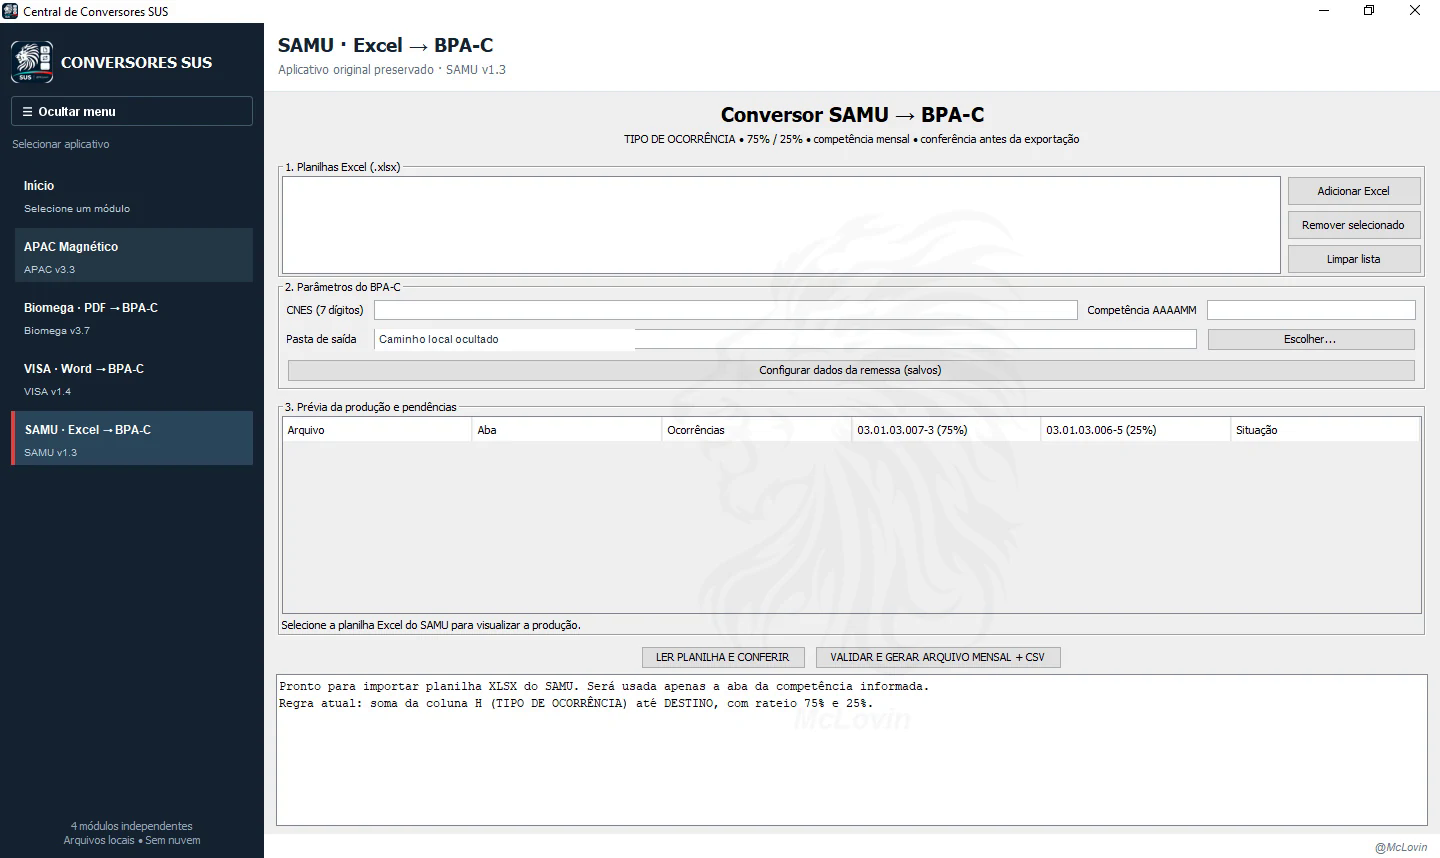 Central de Conversores SUS
SUS
CONVERSORES SUS
☰ Ocultar menu
Selecionar aplicativo
Início
Selecione um módulo
APAC Magnético
APAC v3.3
Biomega · PDF → BPA-C
Biomega v3.7
VISA · Word → BPA-C
VISA v1.4
SAMU · Excel → BPA-C
SAMU v1.3
4 módulos independentes
Arquivos locais • Sem nuvem
SAMU · Excel → BPA-C
Aplicativo original preservado · SAMU v1.3
Conversor SAMU → BPA-C
TIPO DE OCORRÊNCIA • 75% / 25% • competência mensal • conferência antes da exportação
1. Planilhas Excel (.xlsx)
Adicionar Excel
Remover selecionado
Limpar lista
2. Parâmetros do BPA-C
CNES (7 dígitos) Competência AAAAMM
Pasta de saída Caminho local ocultado Escolher...
Configurar dados da remessa (salvos)
3. Prévia da produção e pendências
Arquivo Aba Ocorrências 03.01.03.007-3 (75%) 03.01.03.006-5 (25%) Situação
Selecione a planilha Excel do SAMU para visualizar a produção.
LER PLANILHA E CONFERIR VALIDAR E GERAR ARQUIVO MENSAL + CSV
Pronto para importar planilha XLSX do SAMU. Será usada apenas a aba da competência informada.
Regra atual: soma da coluna H (TIPO DE OCORRÊNCIA) até DESTINO, com rateio 75% e 25%.
McLovin
@McLovin